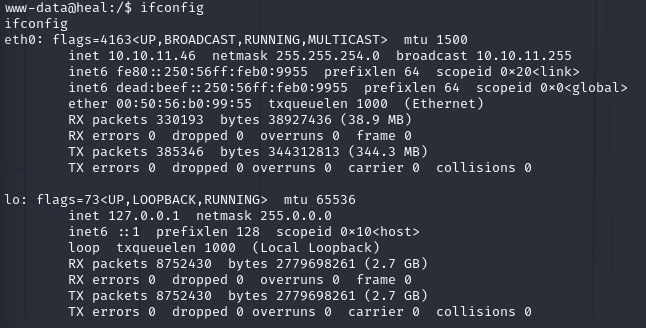 www-data@heal:/$ ifconfig
ifconfig
eth0: flags=4163<UP,BROADCAST,RUNNING,MULTICAST>  mtu 1500
        inet 10.10.11.46  netmask 255.255.254.0  broadcast 10.10.11.255
        inet6 fe80::250:56ff:feb0:9955  prefixlen 64  scopeid 0×20<link>
        inet6 dead:beef::250:56ff:feb0:9955  prefixlen 64  scopeid 0×0<global>
        ether 00:50:56:b0:99:55  txqueuelen 1000  (Ethernet)
        RX packets 330193  bytes 38927436 (38.9 MB)
        RX errors 0  dropped 0  overruns 0  frame 0
        TX packets 385346  bytes 344312813 (344.3 MB)
        TX errors 0  dropped 0 overruns 0  carrier 0  collisions 0

lo: flags=73<UP,LOOPBACK,RUNNING>  mtu 65536
        inet 127.0.0.1  netmask 255.0.0.0
        inet6 ::1  prefixlen 128  scopeid 0×10<host>
        loop  txqueuelen 1000  (Local Loopback)
        RX packets 8752430  bytes 2779698261 (2.7 GB)
        RX errors 0  dropped 0  overruns 0  frame 0
        TX packets 8752430  bytes 2779698261 (2.7 GB)
        TX errors 0  dropped 0 overruns 0  carrier 0  collisions 0